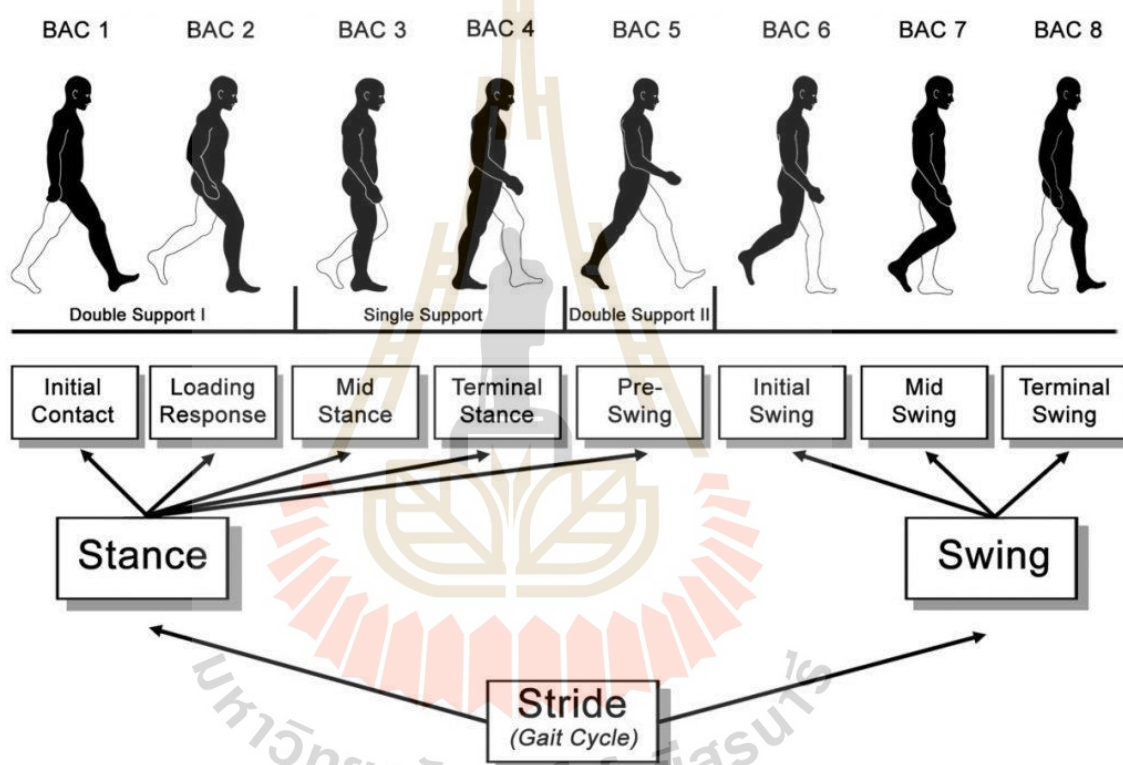 BAC 1 BAC 2 BAC 3 BAC 4 BAC 5 BAC 6 BAC 7 BAC 8
Double Support I Single Support Double Support II
Initial Loading Mid Terminal Pre- Initial Mid Terminal
Contact Response Stance Stance Swing Swing Swing Swing
Stance Swing
Stride
(Gait Cycle)